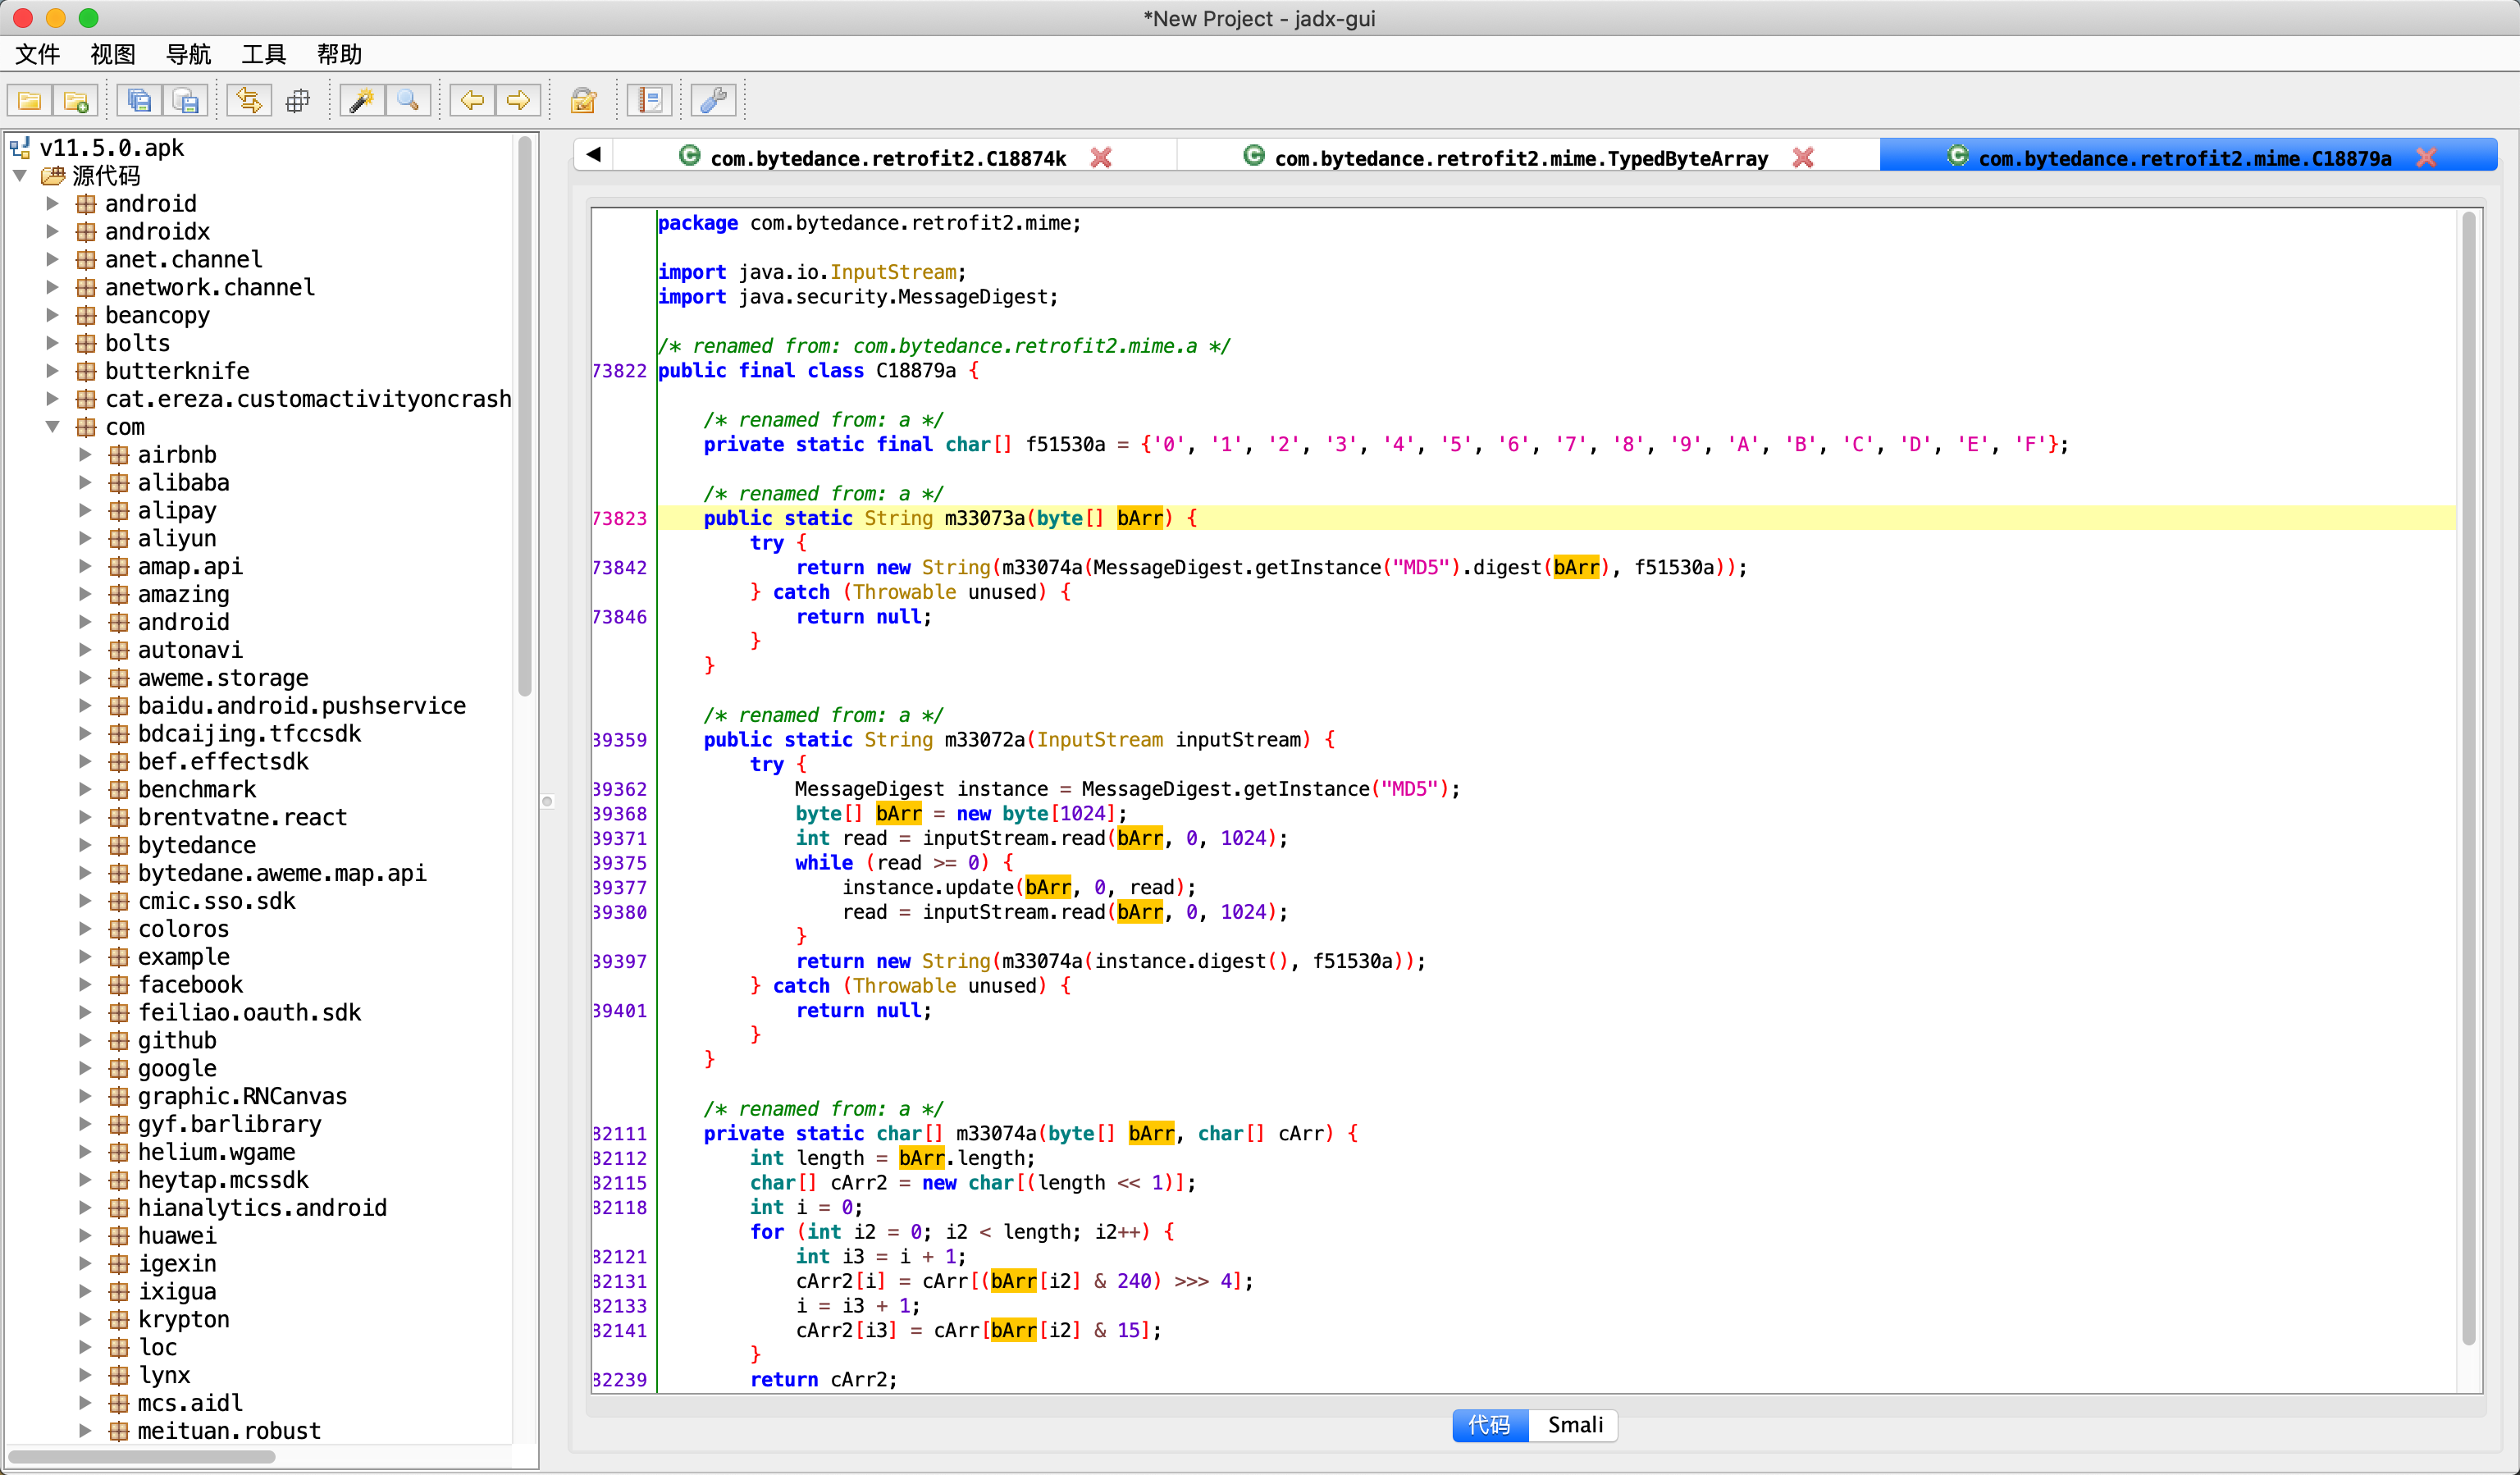 *New Project - jadx-gui
文件 视图 导航 工具 帮助
v11.5.0.apk
源代码
android
androidx
anet.channel
anetwork.channel
beancopy
bolts
butterknife
cat.ereza.customactivityoncrash
com
airbnb
alibaba
alipay
aliyun
amap.api
amazing
android
autonavi
aweme.storage
baidu.android.pushservice
bdcaijing.tfccsdk
bef.effectsdk
benchmark
brentvatne.react
bytedance
bytedane.aweme.map.api
cmic.sso.sdk
coloros
example
facebook
feiliao.oauth.sdk
github
google
graphic.RNCanvas
gyf.barlibrary
helium.wgame
heytap.mcssdk
hianalytics.android
huawei
igexin
ixigua
krypton
loc
lynx
mcs.aidl
meituan.robust
com.bytedance.retrofit2.C18874k com.bytedance.retrofit2.mime.TypedByteArray com.bytedance.retrofit2.mime.C18879a
package com.bytedance.retrofit2.mime;
import java.io.InputStream;
import java.security.MessageDigest;
/* renamed from: com.bytedance.retrofit2.mime.a */
73822 public final class C18879a {
/* renamed from: a */
private static final char[] f51530a = {'0', '1', '2', '3', '4', '5', '6', '7', '8', '9', 'A', 'B', 'C', 'D', 'E', 'F'};
/* renamed from: a */
73823 public static String m33073a(byte[] bArr) {
try {
73842 return new String(m33074a(MessageDigest.getInstance("MD5").digest(bArr), f51530a));
} catch (Throwable unused) {
73846 return null;
}
}
/* renamed from: a */
39359 public static String m33072a(InputStream inputStream) {
try {
39362 MessageDigest instance = MessageDigest.getInstance("MD5");
39368 byte[] bArr = new byte[1024];
39371 int read = inputStream.read(bArr, 0, 1024);
39375 while (read >= 0) {
39377 instance.update(bArr, 0, read);
39380 read = inputStream.read(bArr, 0, 1024);
}
39397 return new String(m33074a(instance.digest(), f51530a));
} catch (Throwable unused) {
39401 return null;
}
}
/* renamed from: a */
32111 private static char[] m33074a(byte[] bArr, char[] cArr) {
32112 int length = bArr.length;
32115 char[] cArr2 = new char[(length << 1)];
32118 int i = 0;
for (int i2 = 0; i2 < length; i2++) {
32121 int i3 = i + 1;
32131 cArr2[i] = cArr[(bArr[i2] & 240) >>> 4];
32133 i = i3 + 1;
32141 cArr2[i3] = cArr[bArr[i2] & 15];
}
32239 return cArr2;
代码 Smali